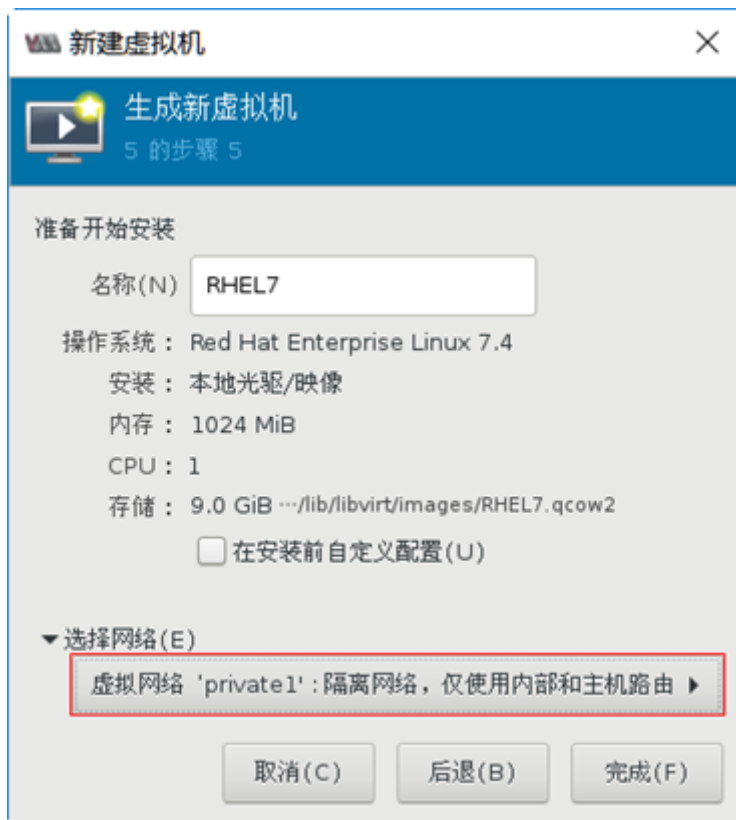 新建虚拟机
生成新虚拟机
5 的步骤 5
准备开始安装
名称(N) RHEL7
操作系统： Red Hat Enterprise Linux 7.4
安装： 本地光驱/映像
内存： 1024 MiB
CPU： 1
存储： 9.0 GiB ···/lib/libvirt/images/RHEL7.qcow2
在安装前自定义配置(U)
选择网络(E)
虚拟网络 'private1'：隔离网络，仅使用内部和主机路由
取消(C) 后退(B) 完成(F)